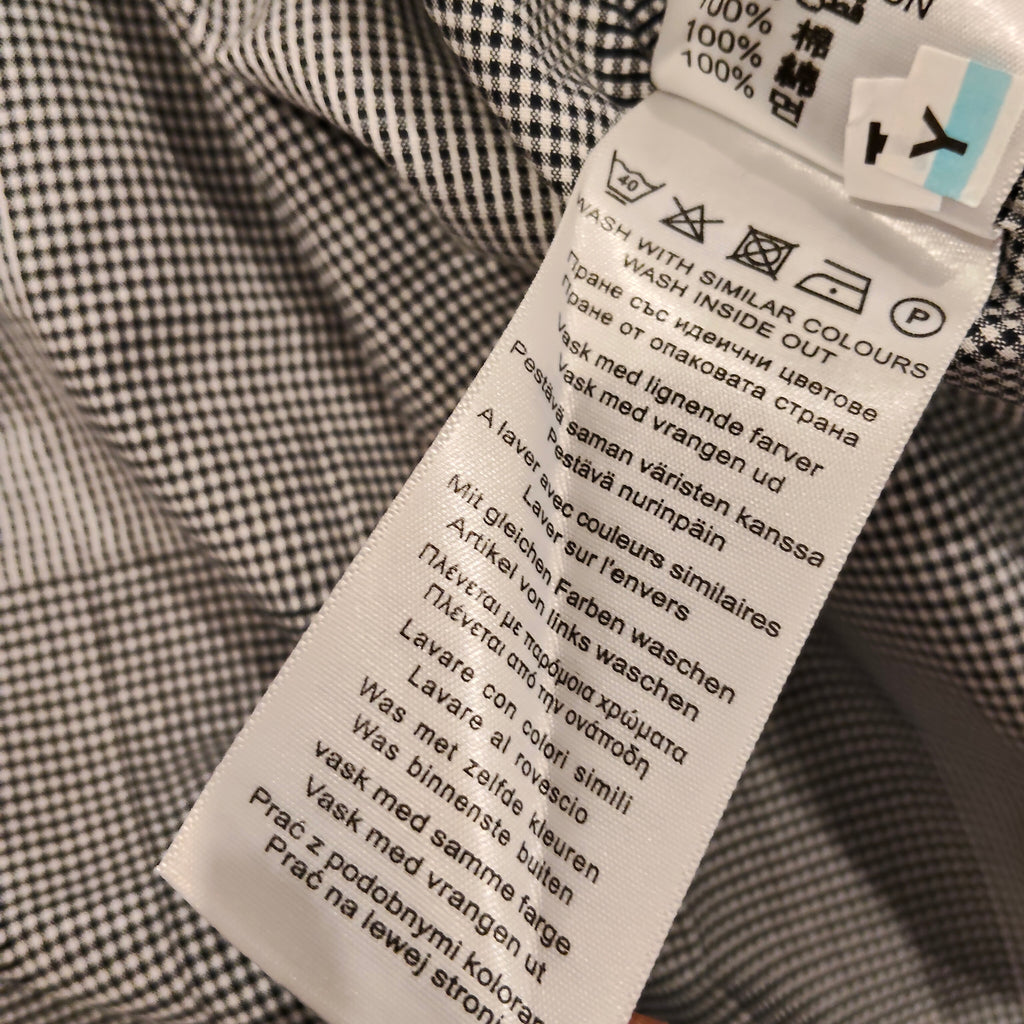 100%
100% 棉
100% 綿
Y
40
WASH WITH SIMILAR COLOURS
WASH INSIDE OUT
P
Пране със идеични цветове
Пране от опаковата страна
Vask med lignende farver
Vask med vrangen ud
Pestävä saman väristen kanssa
Pestävä nurinpäin
A laver avec couleurs similaires
Laver sur l'envers
Mit gleichen Farben waschen
Artikel von links waschen
Πλένεται με παρόμοια χρώματα
Πλένεται από την ονάποδη
Lavare con colori simili
Lavare al rovescio
Was met zelfde kleuren
Was binnenste buiten
vask med samme farge
Vask med vrangen ut
Prać z podobnymi
Prać na lewej